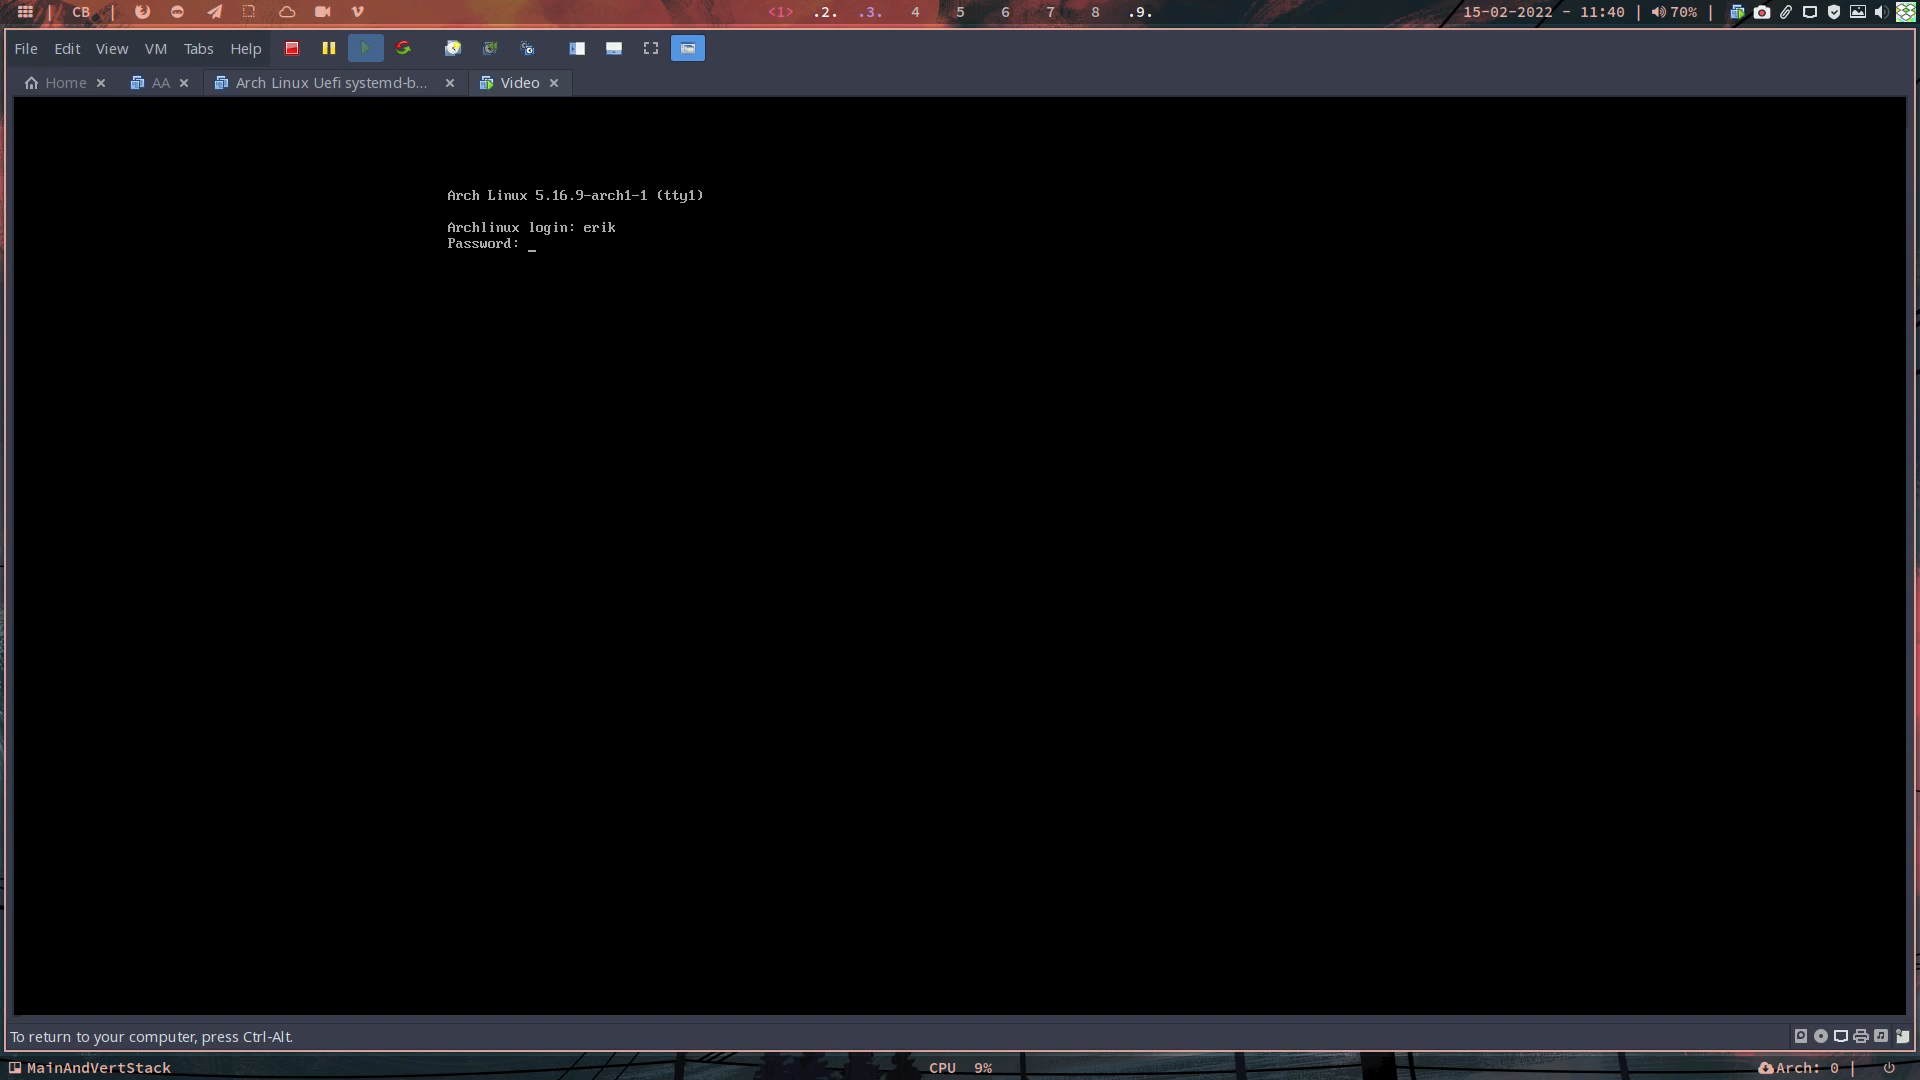 | CB | <1> .2. .3. 4 5 6 7 8 .9. 15-02-2022 - 11:40 | 70% |
File Edit View VM Tabs Help
Home AA Arch Linux Uefi systemd-b... Video
Arch Linux 5.16.9-arch1-1 (tty1)
Archlinux login: erik
Password: _
To return to your computer, press Ctrl-Alt.
MainAndVertStack CPU 9% Arch: 0 |